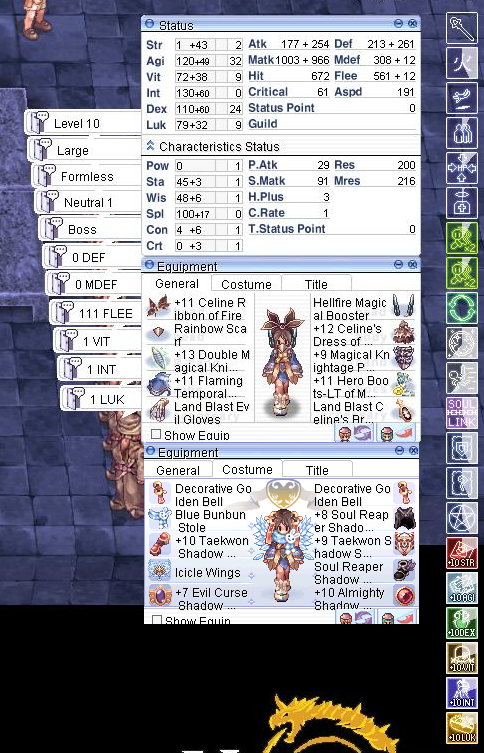 Status
Str 1 +43 2 Atk 177 + 254 Def 213 + 261
Agi 120+49 32 Matk 1003 + 966 Mdef 308 + 12
Vit 72+38 9 Hit 672 Flee 561 + 12
Int 130+60 0 Critical 61 Aspd 191
Dex 110+60 24 Status Point 0
Luk 79+32 9 Guild
Characteristics Status
Pow 0 1 P.Atk 29 Res 200
Sta 45+3 1 S.Matk 91 Mres 216
Wis 48+6 1 H.Plus 3
Spl 100+17 0 C.Rate 1
Con 4 +6 1 T.Status Point 0
Crt 0 +3 1
Level 10
Large
Formless
Neutral 1
Boss
0 DEF
0 MDEF
111 FLEE
1 VIT
1 INT
1 LUK
Equipment
General Costume Title
+11 Celine R
ibbon of Fire
Rainbow Sca
rf
+13 Double M
agical Kni...
+11 Flaming
Temporal...
Land Blast Ev
il Gloves
Hellfire Magic
al Booster
+12 Celine's
Dress of ...
+9 Magical Kn
ightage P...
+11 Hero Boo
ts-LT of M...
Land Blast C
eline's Br...
Show Equip
Equipment
General Costume Title
Decorative Go
lden Bell
Blue Bunbun
Stole
+10 Taekwon
Shadow ...
Icicle Wings
+7 Evil Curse
Shadow ...
Decorative Go
lden Bell
+8 Soul Reap
er Shado...
+9 Taekwon S
hadow S...
Soul Reaper
Shadow ...
+10 Almighty
Shadow ...
Show Equip
HP
×2
×2
SOUL
LINK
+10STR
+10AGI
+10DEX
+10VIT
+10INT
+10LUK